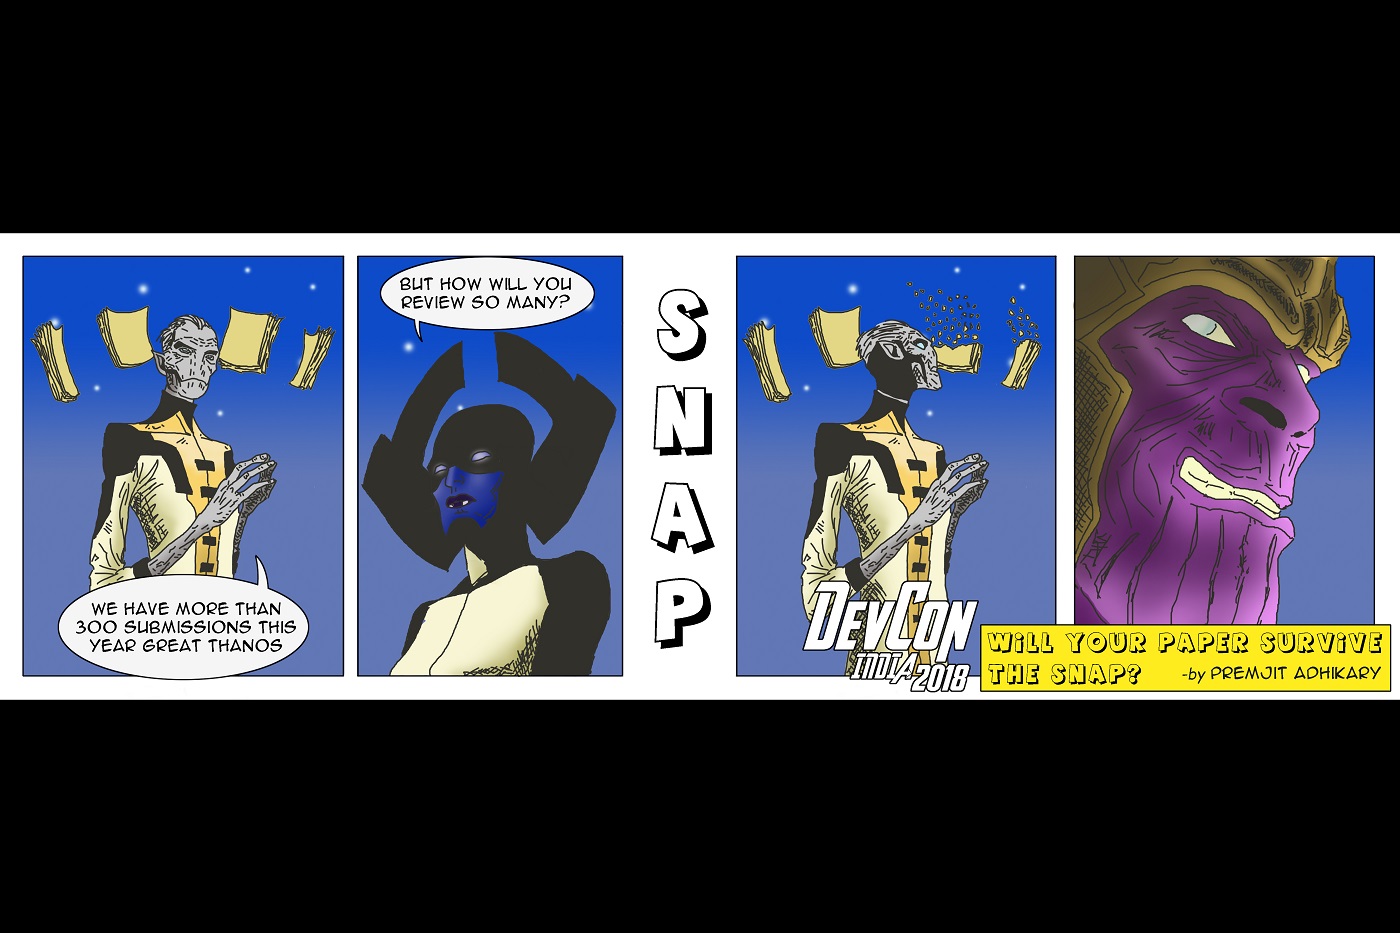 WE HAVE MORE THAN
300 SUBMISSIONS THIS
YEAR GREAT THANOS
BUT HOW WILL YOU
REVIEW SO MANY?
SNAP
DEVCON
INDIA 2018
WILL YOUR PAPER SURVIVE
THE SNAP? -by PREMJIT ADHIKARY